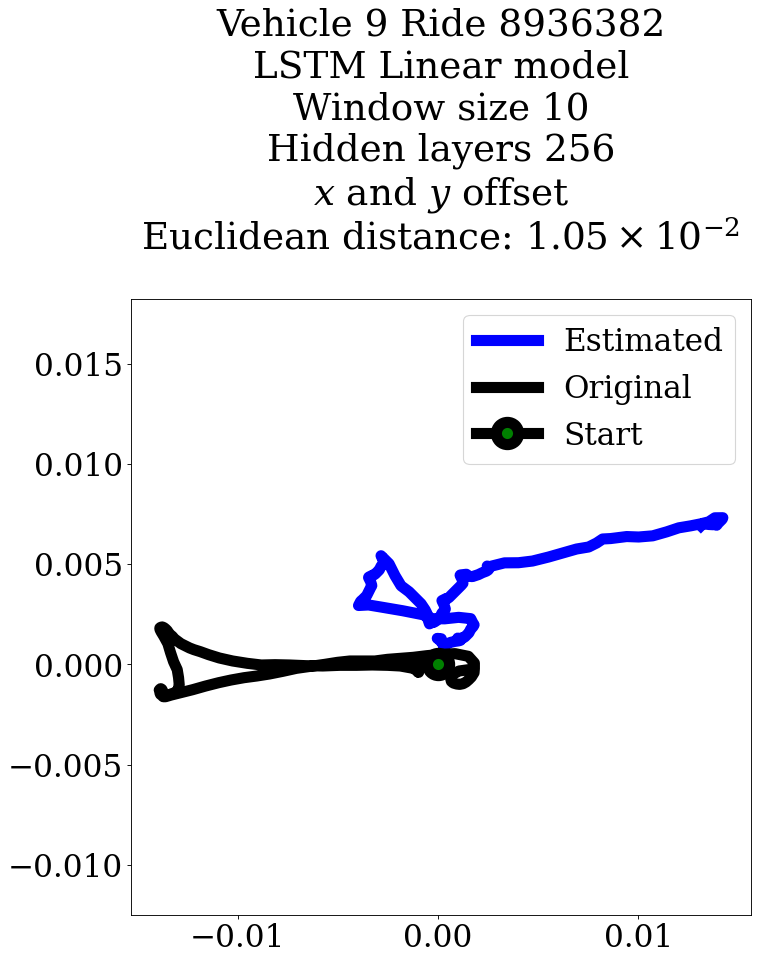 Vehicle 9 Ride 8936382
LSTM Linear model
Window size 10
Hidden layers 256
x and y offset
Euclidean distance: 1.05 × 10⁻²
Estimated
Original
Start
0.015
0.010
0.005
0.000
−0.005
−0.010
−0.01
0.00
0.01